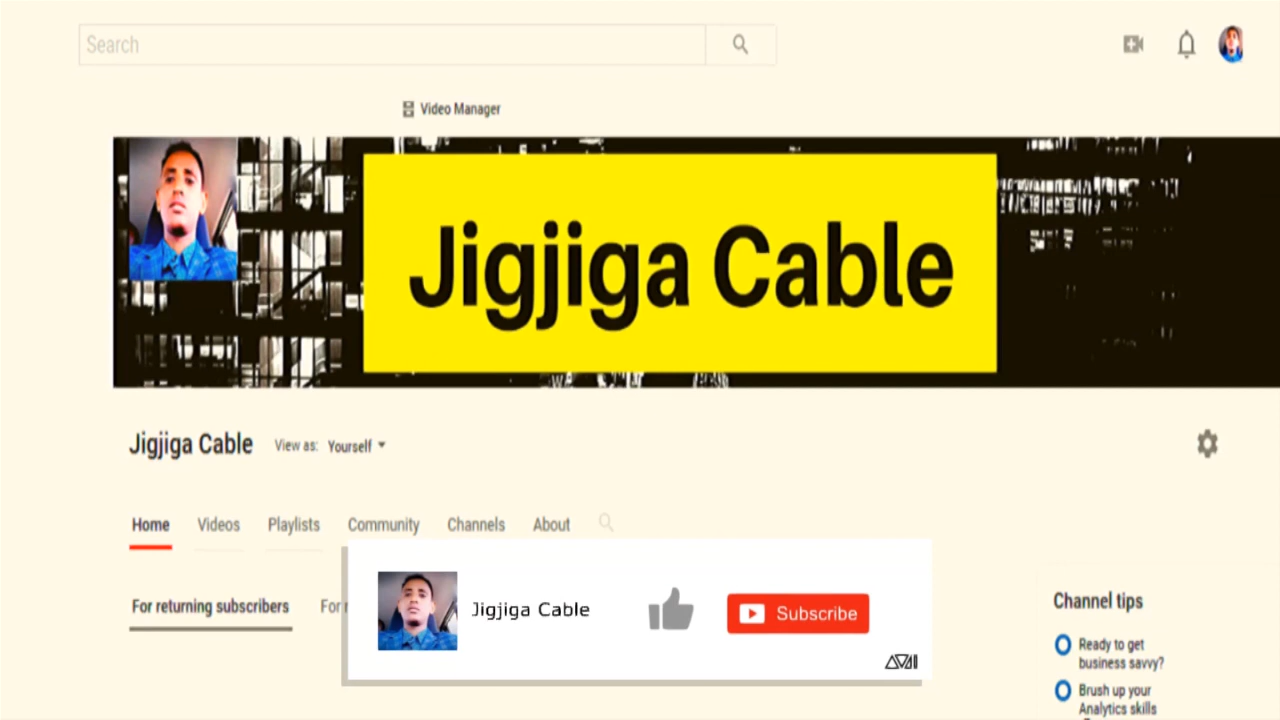 Search
Video Manager
Jigjiga Cable
Jigjiga Cable View as: Yourself
Home Videos Playlists Community Channels About
For returning subscribers For
Jigjiga Cable Subscribe
Channel tips
Ready to get
business savvy?
Brush up your
Analytics skills